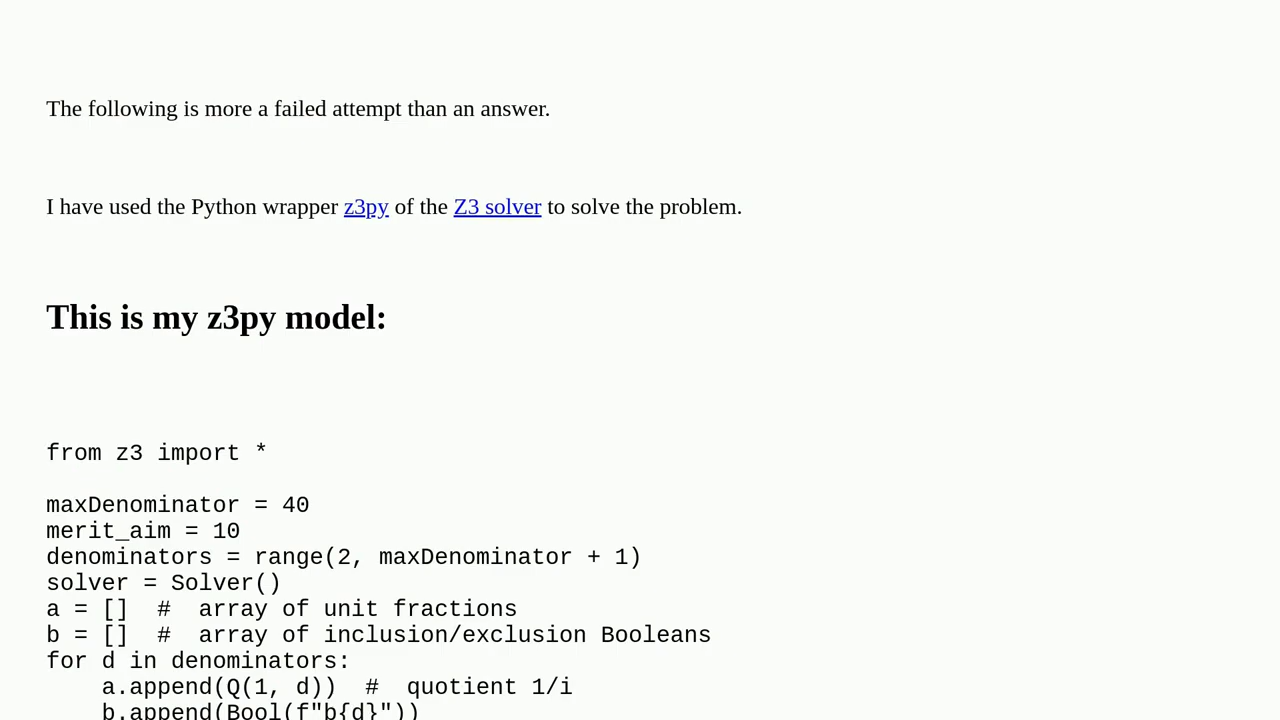 The following is more a failed attempt than an answer.
I have used the Python wrapper z3py of the Z3 solver to solve the problem.
This is my z3py model:
from z3 import *
maxDenominator = 40
merit_aim = 10
denominators = range(2, maxDenominator + 1)
solver = Solver()
a = []  #  array of unit fractions
b = []  #  array of inclusion/exclusion Booleans
for d in denominators:
    a.append(Q(1, d))  #  quotient 1/i
    b.append(Bool(f"b{d}"))